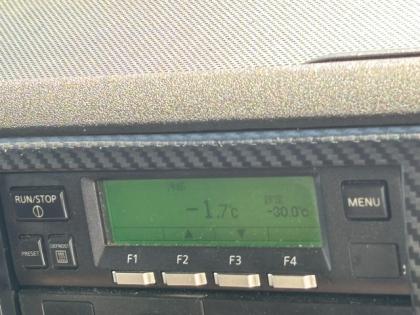 RUN/STOP
-1.7℃
-30.0℃
MENU
PRESET
DEFROST
F1 F2 F3 F4